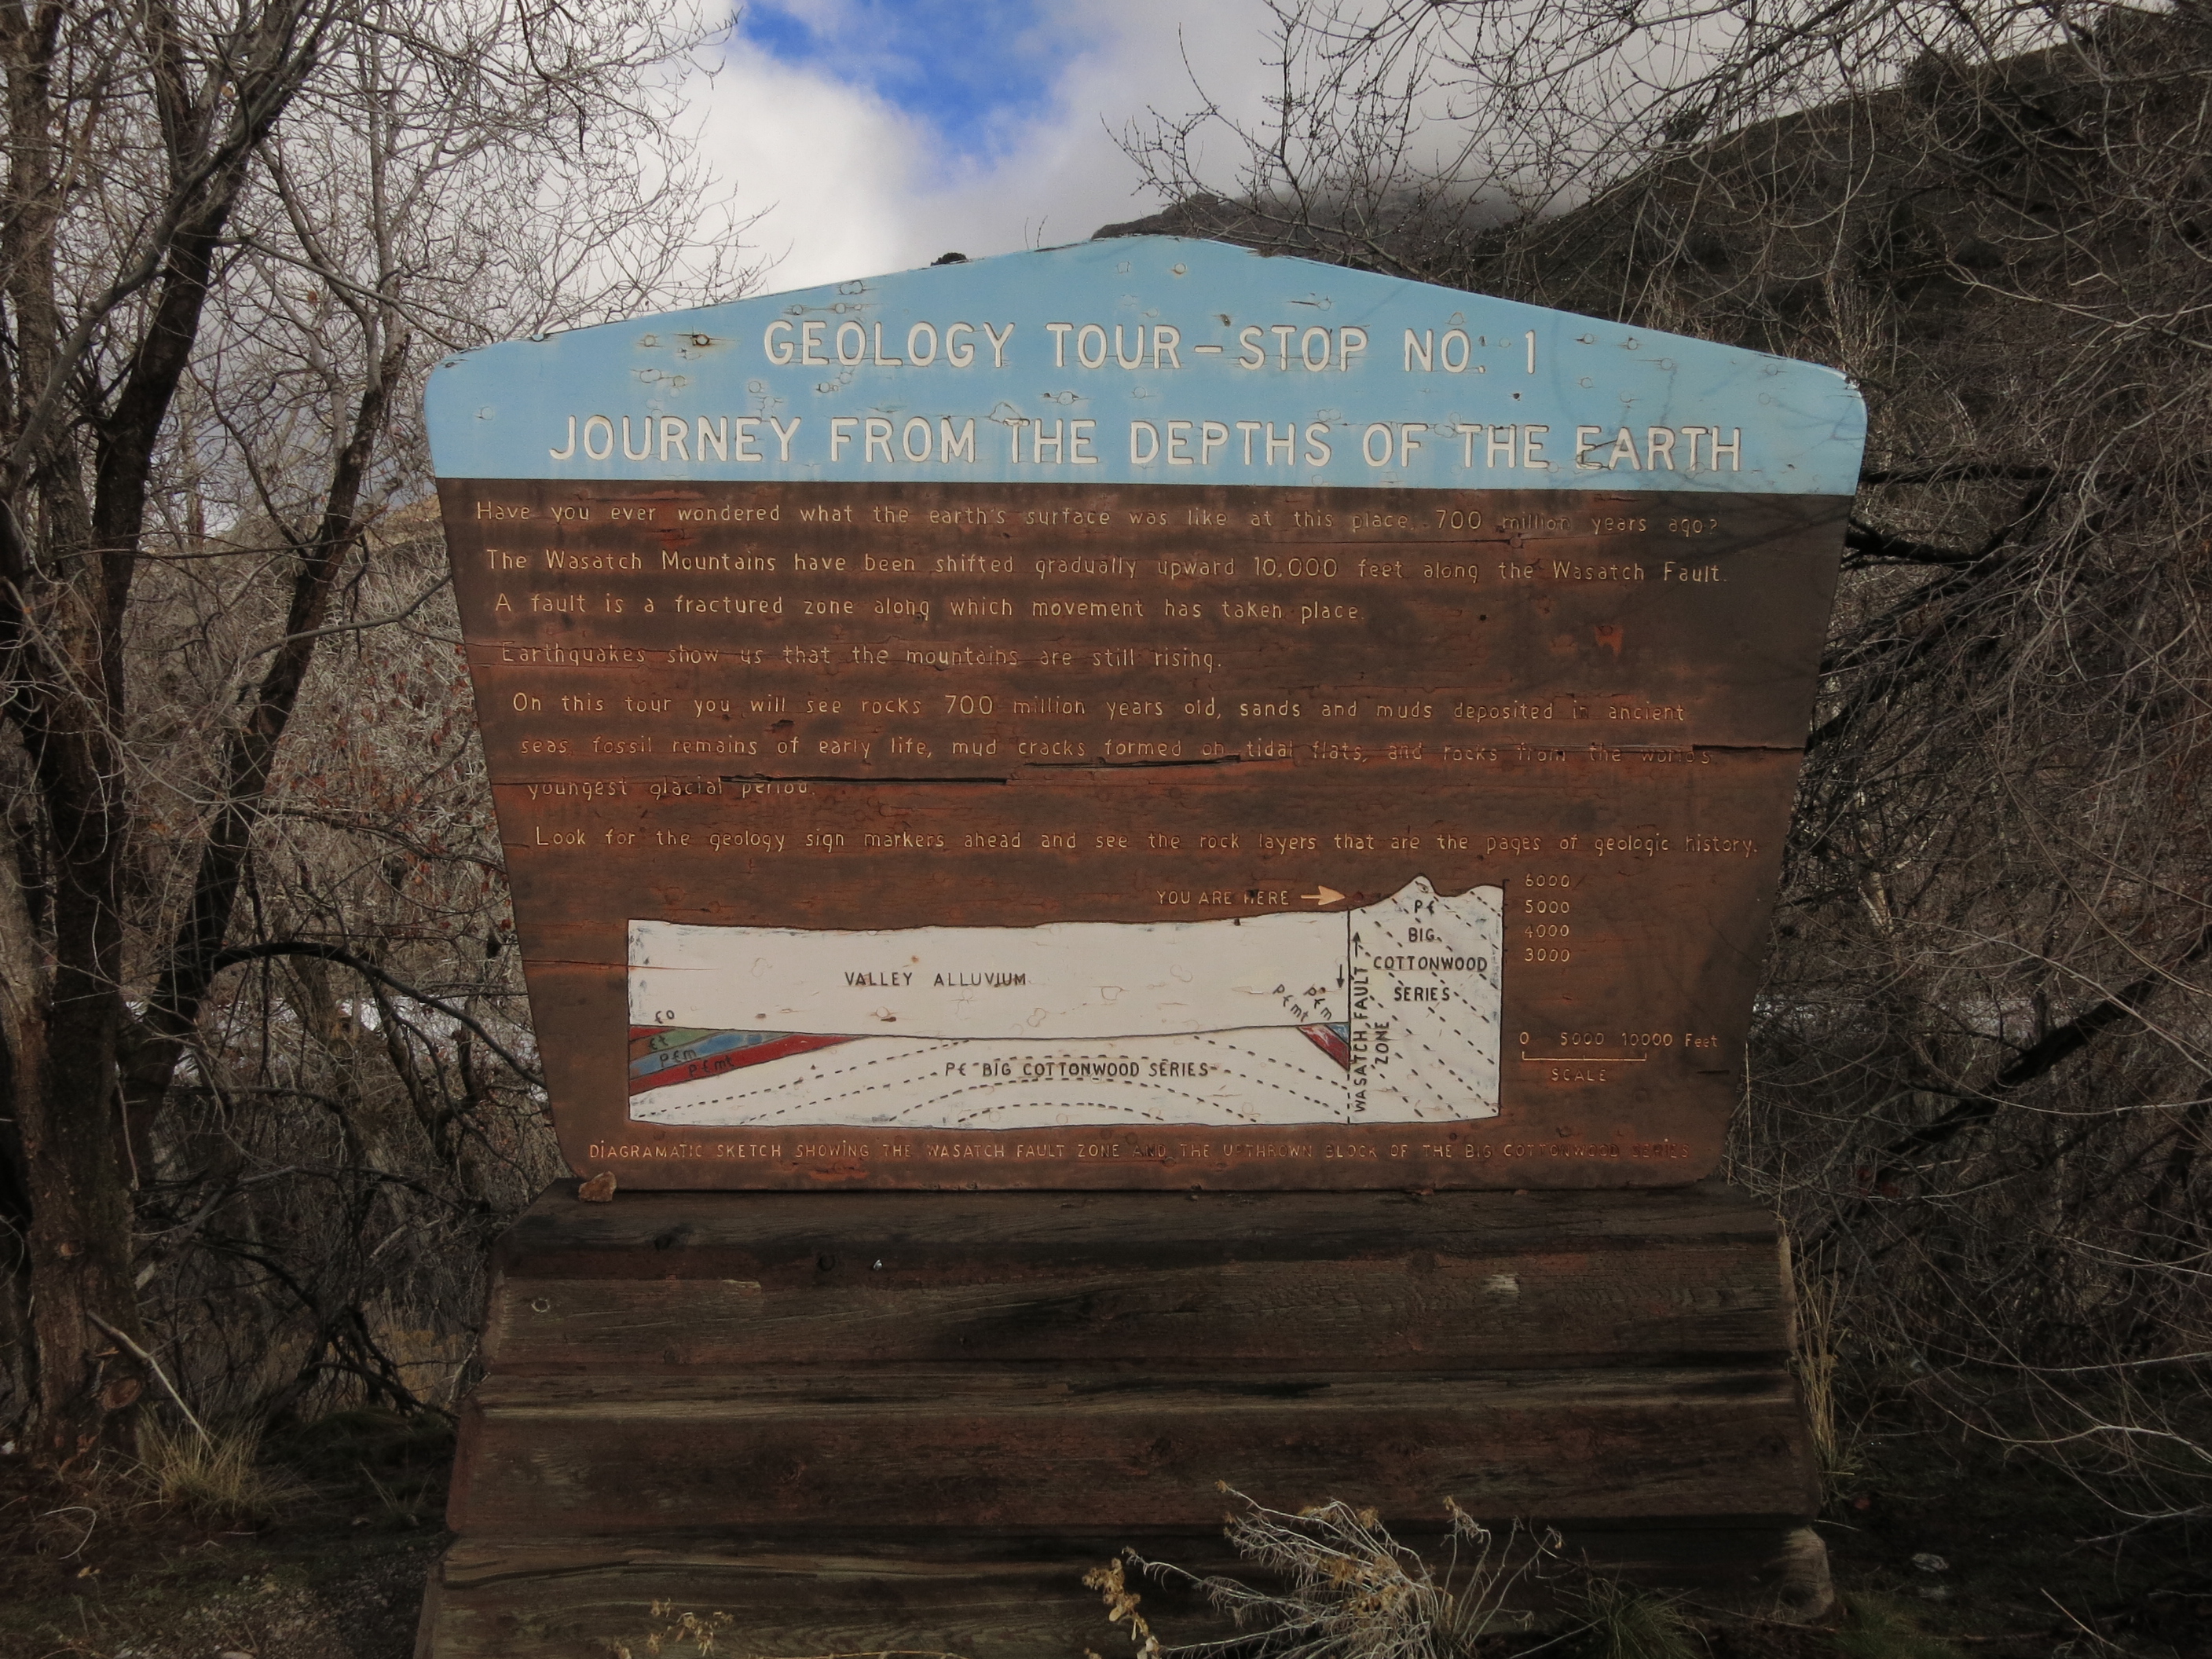 GEOLOGY TOUR - STOP NO. 1
JOURNEY FROM THE DEPTHS OF THE EARTH
Have you ever wondered what the earth's surface was like at this place, 700 million years ago?
The Wasatch Mountains have been shifted gradually upward 10,000 feet along the Wasatch Fault.
A fault is a fractured zone along which movement has taken place.
Earthquakes show us that the mountains are still rising.
On this tour you will see rocks 700 million years old, sands and muds deposited in ancient
seas, fossil remains of early life, mud cracks formed on tidal flats, and rocks from the world's
youngest glacial period.
Look for the geology sign markers ahead and see the rock layers that are the pages of geologic history.
YOU ARE HERE
6000
5000
4000
3000
P€
BIG
COTTONWOOD
SERIES
VALLEY ALLUVIUM
€o
€t
P€m
P€mt
P€m
P€mt
WASATCH FAULT
ZONE
P€ BIG COTTONWOOD SERIES
0 5000 10000 Feet
SCALE
DIAGRAMATIC SKETCH SHOWING THE WASATCH FAULT ZONE AND THE UPTHROWN BLOCK OF THE BIG COTTONWOOD SERIES